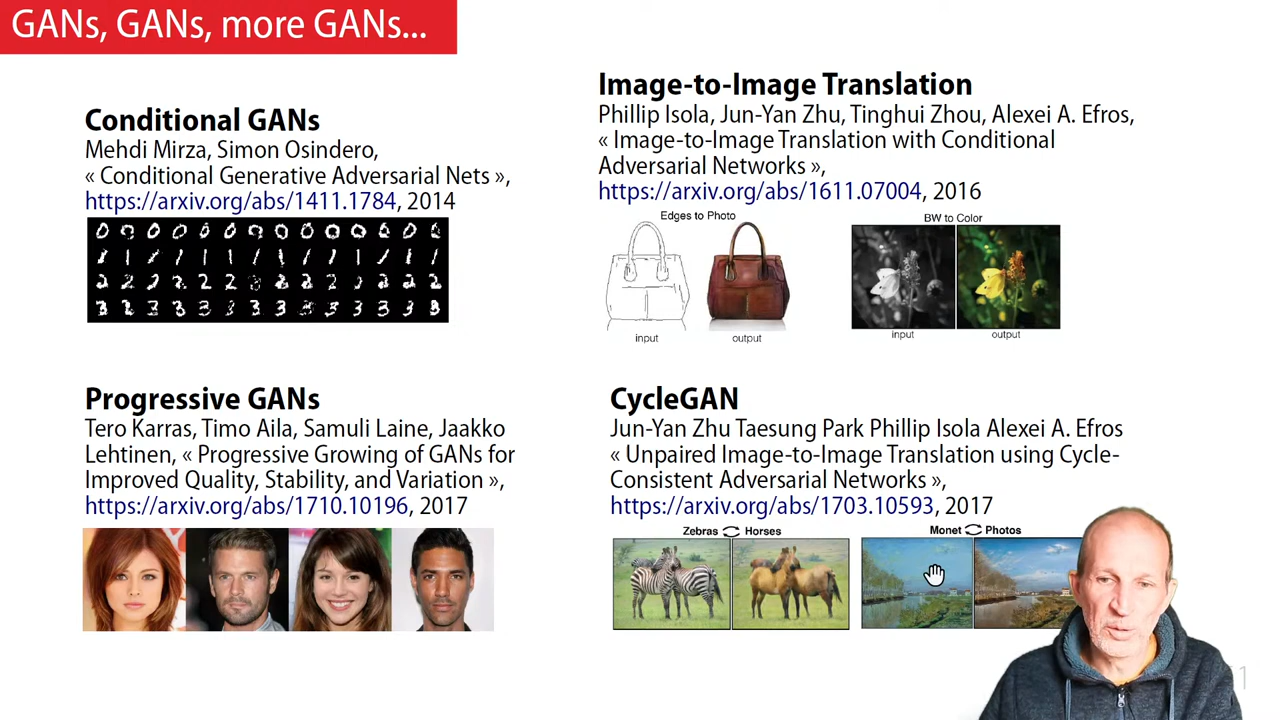 GANs, GANs, more GANs...
Conditional GANs
Mehdi Mirza, Simon Osindero,
« Conditional Generative Adversarial Nets »,
https://arxiv.org/abs/1411.1784, 2014
Image-to-Image Translation
Phillip Isola, Jun-Yan Zhu, Tinghui Zhou, Alexei A. Efros,
« Image-to-Image Translation with Conditional
Adversarial Networks »,
https://arxiv.org/abs/1611.07004, 2016
Edges to Photo
BW to Color
input
output
input
output
Progressive GANs
Tero Karras, Timo Aila, Samuli Laine, Jaakko
Lehtinen, « Progressive Growing of GANs for
Improved Quality, Stability, and Variation »,
https://arxiv.org/abs/1710.10196, 2017
CycleGAN
Jun-Yan Zhu Taesung Park Phillip Isola Alexei A. Efros
« Unpaired Image-to-Image Translation using Cycle-
Consistent Adversarial Networks »,
https://arxiv.org/abs/1703.10593, 2017
Zebras Horses
Monet Photos